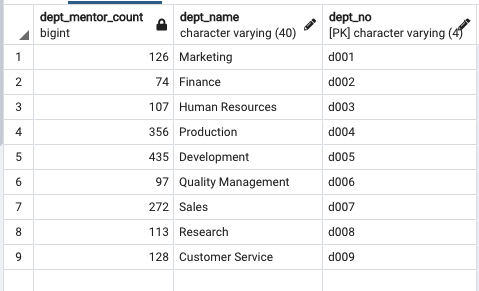 dept_mentor_count dept_name dept_no
bigint character varying (40) [PK] character varying (4)
1 126 Marketing d001
2 74 Finance d002
3 107 Human Resources d003
4 356 Production d004
5 435 Development d005
6 97 Quality Management d006
7 272 Sales d007
8 113 Research d008
9 128 Customer Service d009